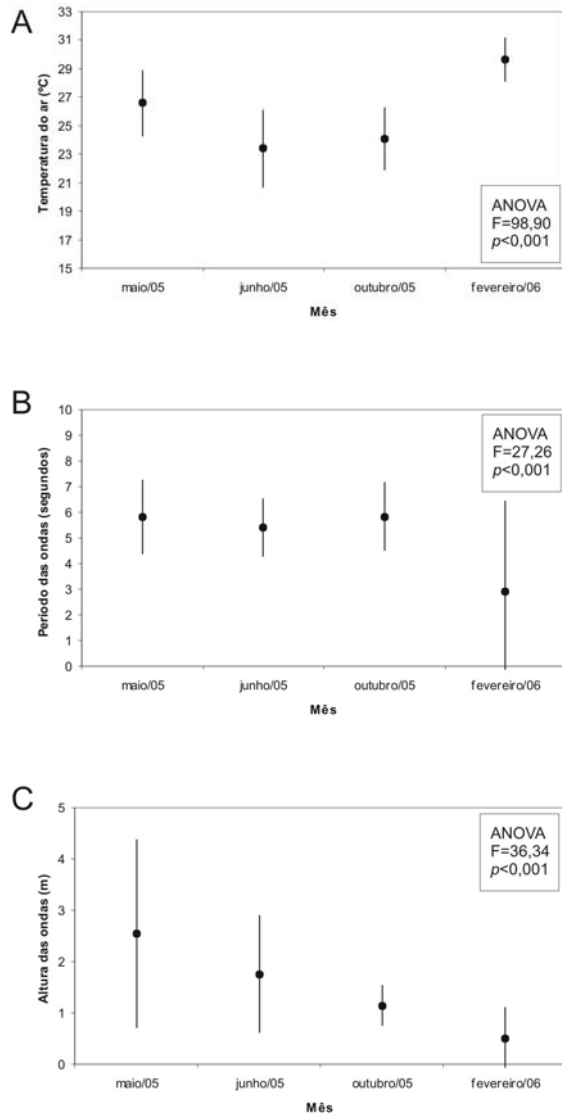 A
Temperatura do ar (ºC)
33
31
29
27
25
23
21
19
17
15
ANOVA
F=98,90
p<0,001
maio/05 junho/05 outubro/05 fevereiro/06
Mês
B
Período das ondas (segundos)
10
9
8
7
6
5
4
3
2
1
0
ANOVA
F=27,26
p<0,001
maio/05 junho/05 outubro/05 fevereiro/06
Mês
C
Altura das ondas (m)
5
4
3
2
1
0
ANOVA
F=36,34
p<0,001
maio/05 junho/05 outubro/05 fevereiro/06
Mês